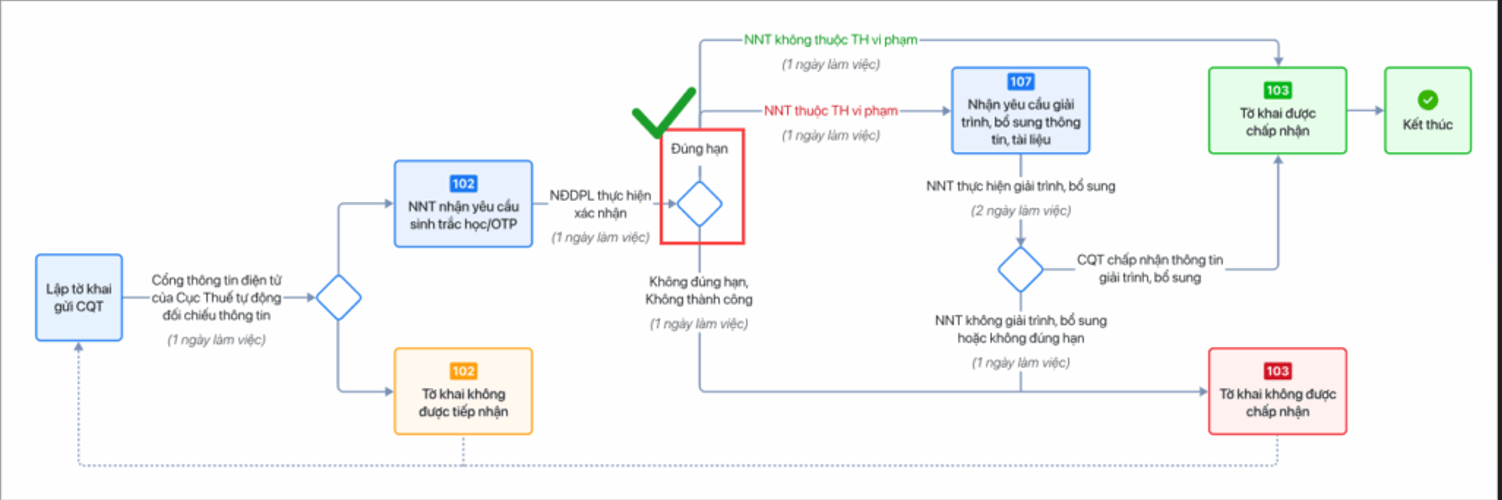 Lập tờ khai
gửi CQT
Cổng thông tin điện tử
của Cục Thuế tự động
đối chiếu thông tin
(1 ngày làm việc)
102
NNT nhận yêu cầu
sinh trắc học/OTP
102
Tờ khai không
được tiếp nhận
NĐDPL thực hiện
xác nhận
(1 ngày làm việc)
Đúng hạn
Không đúng hạn,
Không thành công
(1 ngày làm việc)
NNT không thuộc TH vi phạm
(1 ngày làm việc)
NNT thuộc TH vi phạm
(1 ngày làm việc)
107
Nhận yêu cầu giải
trình, bổ sung thông
tin, tài liệu
NNT thực hiện giải trình, bổ sung
(2 ngày làm việc)
CQT chấp nhận thông tin
giải trình, bổ sung
NNT không giải trình, bổ sung
hoặc không đúng hạn
(1 ngày làm việc)
103
Tờ khai được
chấp nhận
Kết thúc
103
Tờ khai không được
chấp nhận